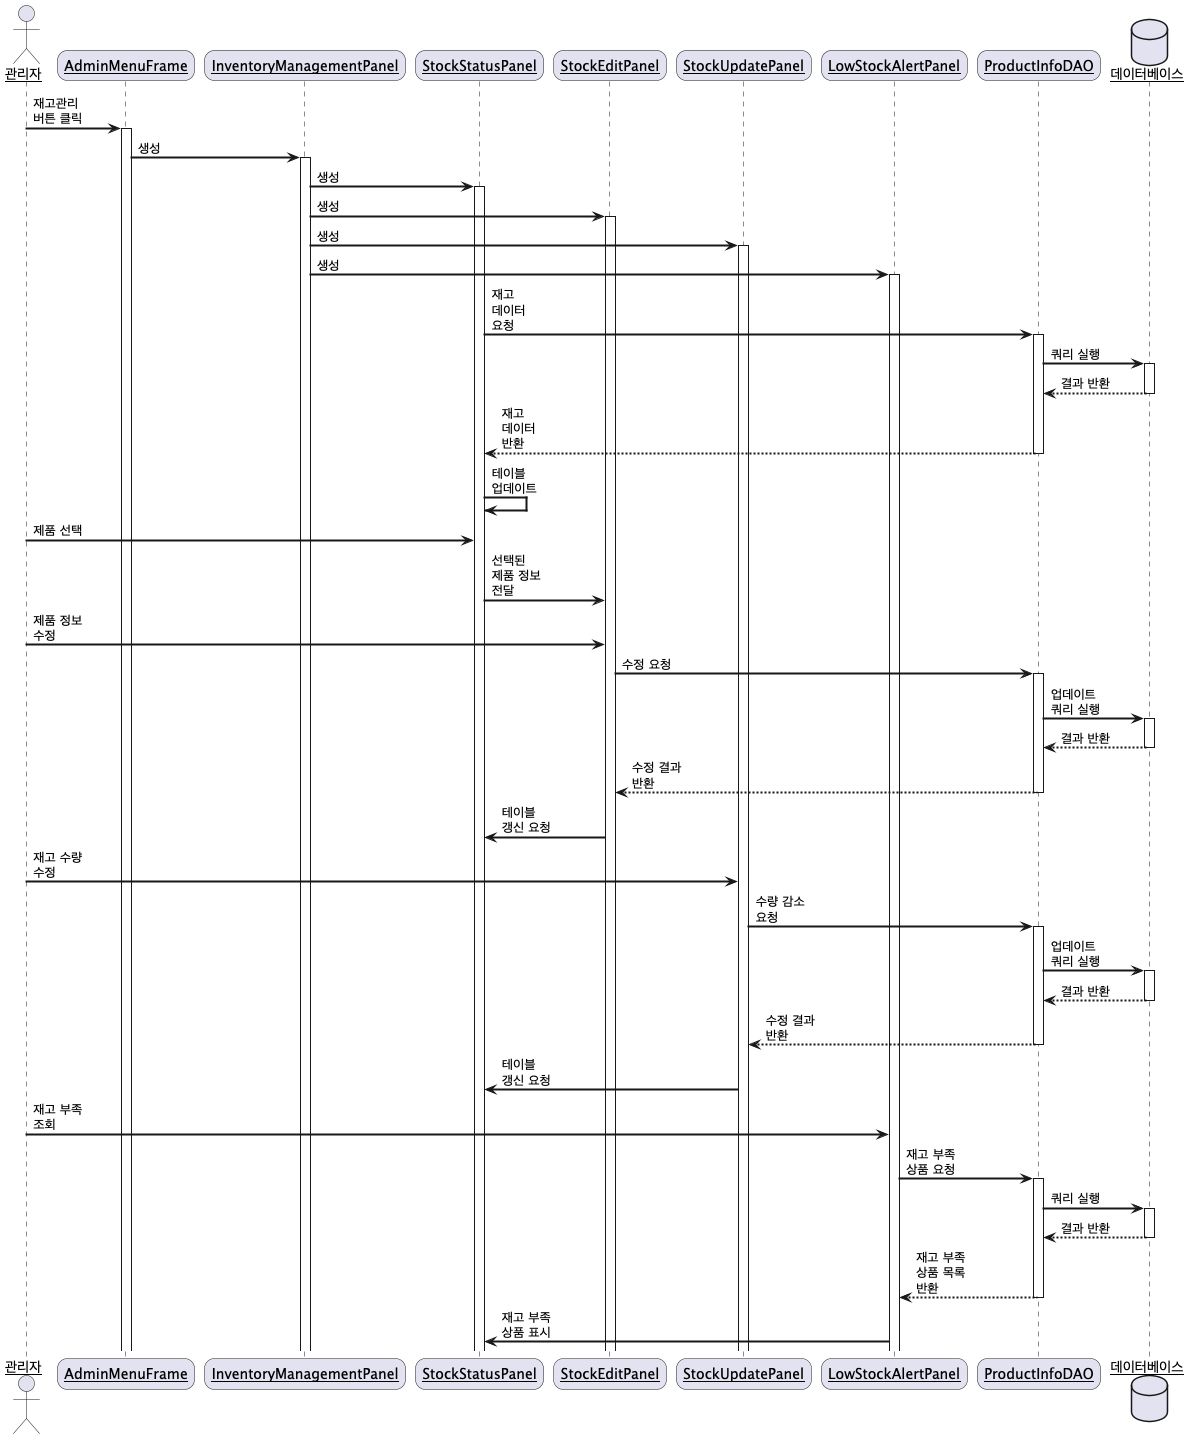 관리자
AdminMenuFrame
InventoryManagementPanel
StockStatusPanel
StockEditPanel
StockUpdatePanel
LowStockAlertPanel
ProductInfoDAO
데이터베이스
재고관리
버튼 클릭
생성
생성
생성
생성
생성
재고
데이터
요청
쿼리 실행
결과 반환
재고
데이터
반환
테이블
업데이트
제품 선택
선택된
제품 정보
전달
제품 정보
수정
수정 요청
업데이트
쿼리 실행
결과 반환
수정 결과
반환
테이블
갱신 요청
재고 수량
수정
수량 감소
요청
업데이트
쿼리 실행
결과 반환
수정 결과
반환
테이블
갱신 요청
재고 부족
조회
재고 부족
상품 요청
쿼리 실행
결과 반환
재고 부족
상품 목록
반환
재고 부족
상품 표시
관리자
AdminMenuFrame
InventoryManagementPanel
StockStatusPanel
StockEditPanel
StockUpdatePanel
LowStockAlertPanel
ProductInfoDAO
데이터베이스